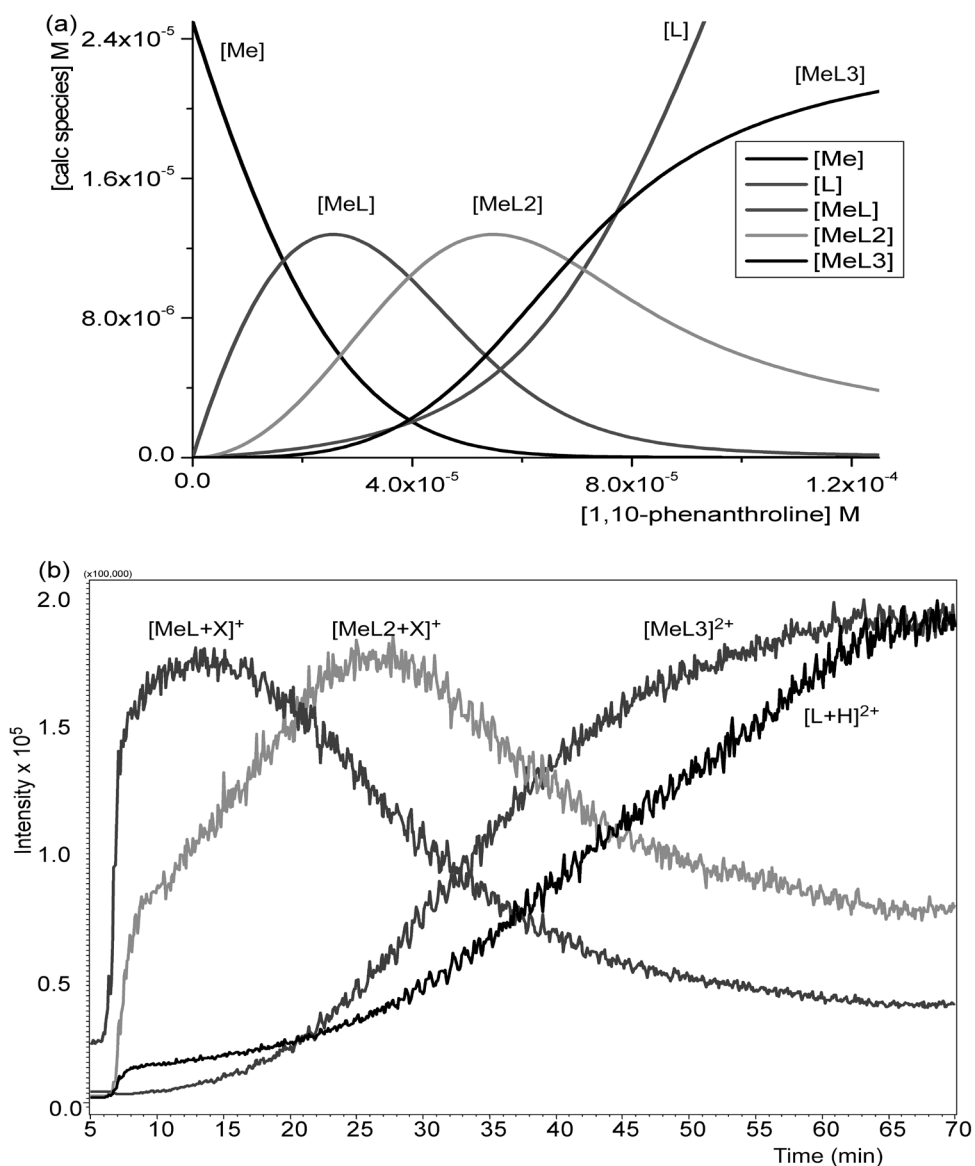 (a)
[calc species] M
2.4x10⁻⁵
1.6x10⁻⁵
8.0x10⁻⁶
0.0
[Me]
[MeL]
[MeL2]
[L]
[MeL3]
[Me]
[L]
[MeL]
[MeL2]
[MeL3]
0.0
4.0x10⁻⁵
8.0x10⁻⁵
1.2x10⁻⁴
[1,10-phenanthroline] M
(b)
(x100,000)
Intensity x 10⁵
2.0
1.5
1.0
0.5
0.0
[MeL+X]⁺
[MeL2+X]⁺
[MeL3]²⁺
[L+H]²⁺
5 10 15 20 25 30 35 40 45 50 55 60 65 70
Time (min)